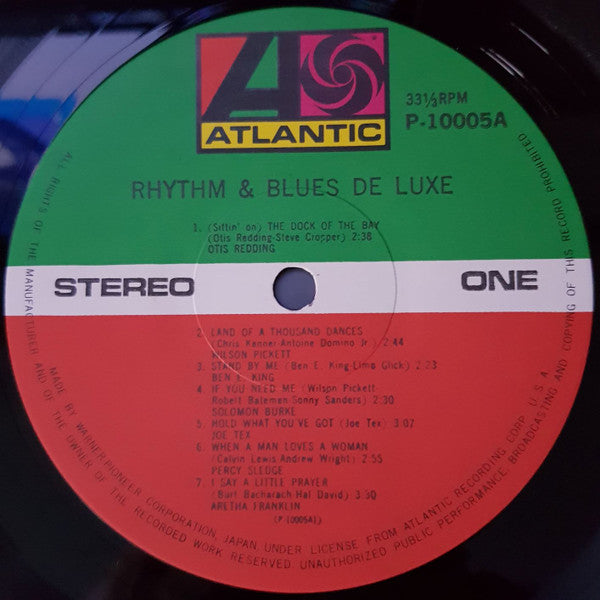 ATLANTIC
33⅓RPM
P-10005A
RHYTHM & BLUES DE LUXE
1. (Sittin' on) THE DOCK OF THE BAY
(Otis Redding-Steve Cropper) 2:38
OTIS REDDING
STEREO
ONE
2. LAND OF A THOUSAND DANCES
(Chris Kenner-Antoine Domino Jr.) 2:44
WILSON PICKETT
3. STAND BY ME (Ben E. King-Limo Glick) 2:23
BEN E. KING
4. IF YOU NEED ME (Wilson Pickett-
Robert Batemen-Sonny Sanders) 2:30
SOLOMON BURKE
5. HOLD WHAT YOU'VE GOT (Joe Tex) 3:07
JOE TEX
6. WHEN A MAN LOVES A WOMAN
(Calvin Lewis-Andrew Wright) 2:55
PERCY SLEDGE
7. I SAY A LITTLE PRAYER
(Burt Bacharach-Hal David) 3:30
ARETHA FRANKLIN
(P-10005A1)
ALL RIGHTS OF THE MANUFACTURER AND OF THE OWNER OF THE RECORDED WORK RESERVED. UNAUTHORIZED PUBLIC PERFORMANCE, BROADCASTING AND COPYING OF THIS RECORD PROHIBITED
MADE BY WARNER-PIONEER CORPORATION, JAPAN, UNDER LICENSE FROM ATLANTIC RECORDING CORP. U.S.A.